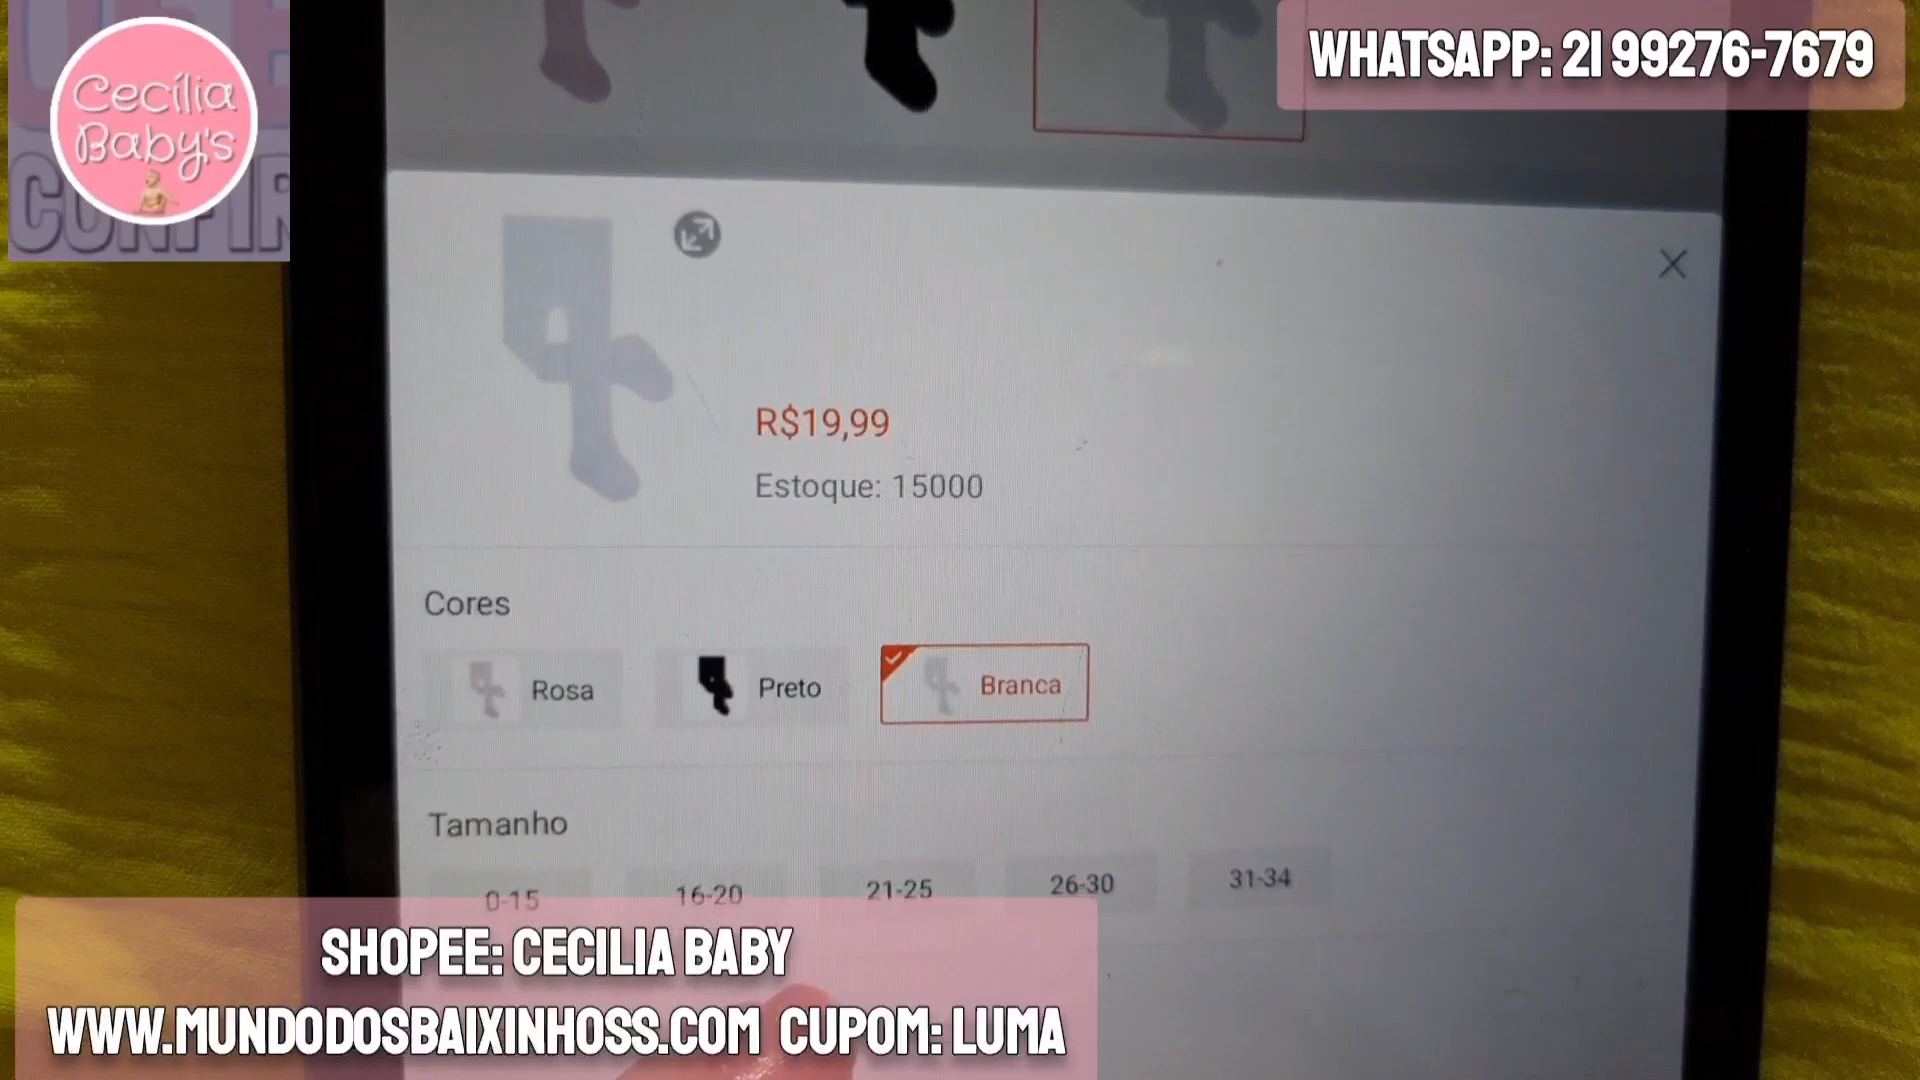 Cecília
Baby's
CONFIR
WHATSAPP: 21 99276-7679
R$19,99
Estoque: 15000
Cores
Rosa
Preto
Branca
Tamanho
0-15
16-20
21-25
26-30
31-34
SHOPEE: CECILIA BABY
WWW.MUNDODOSBAIXINHOSS.COM CUPOM: LUMA